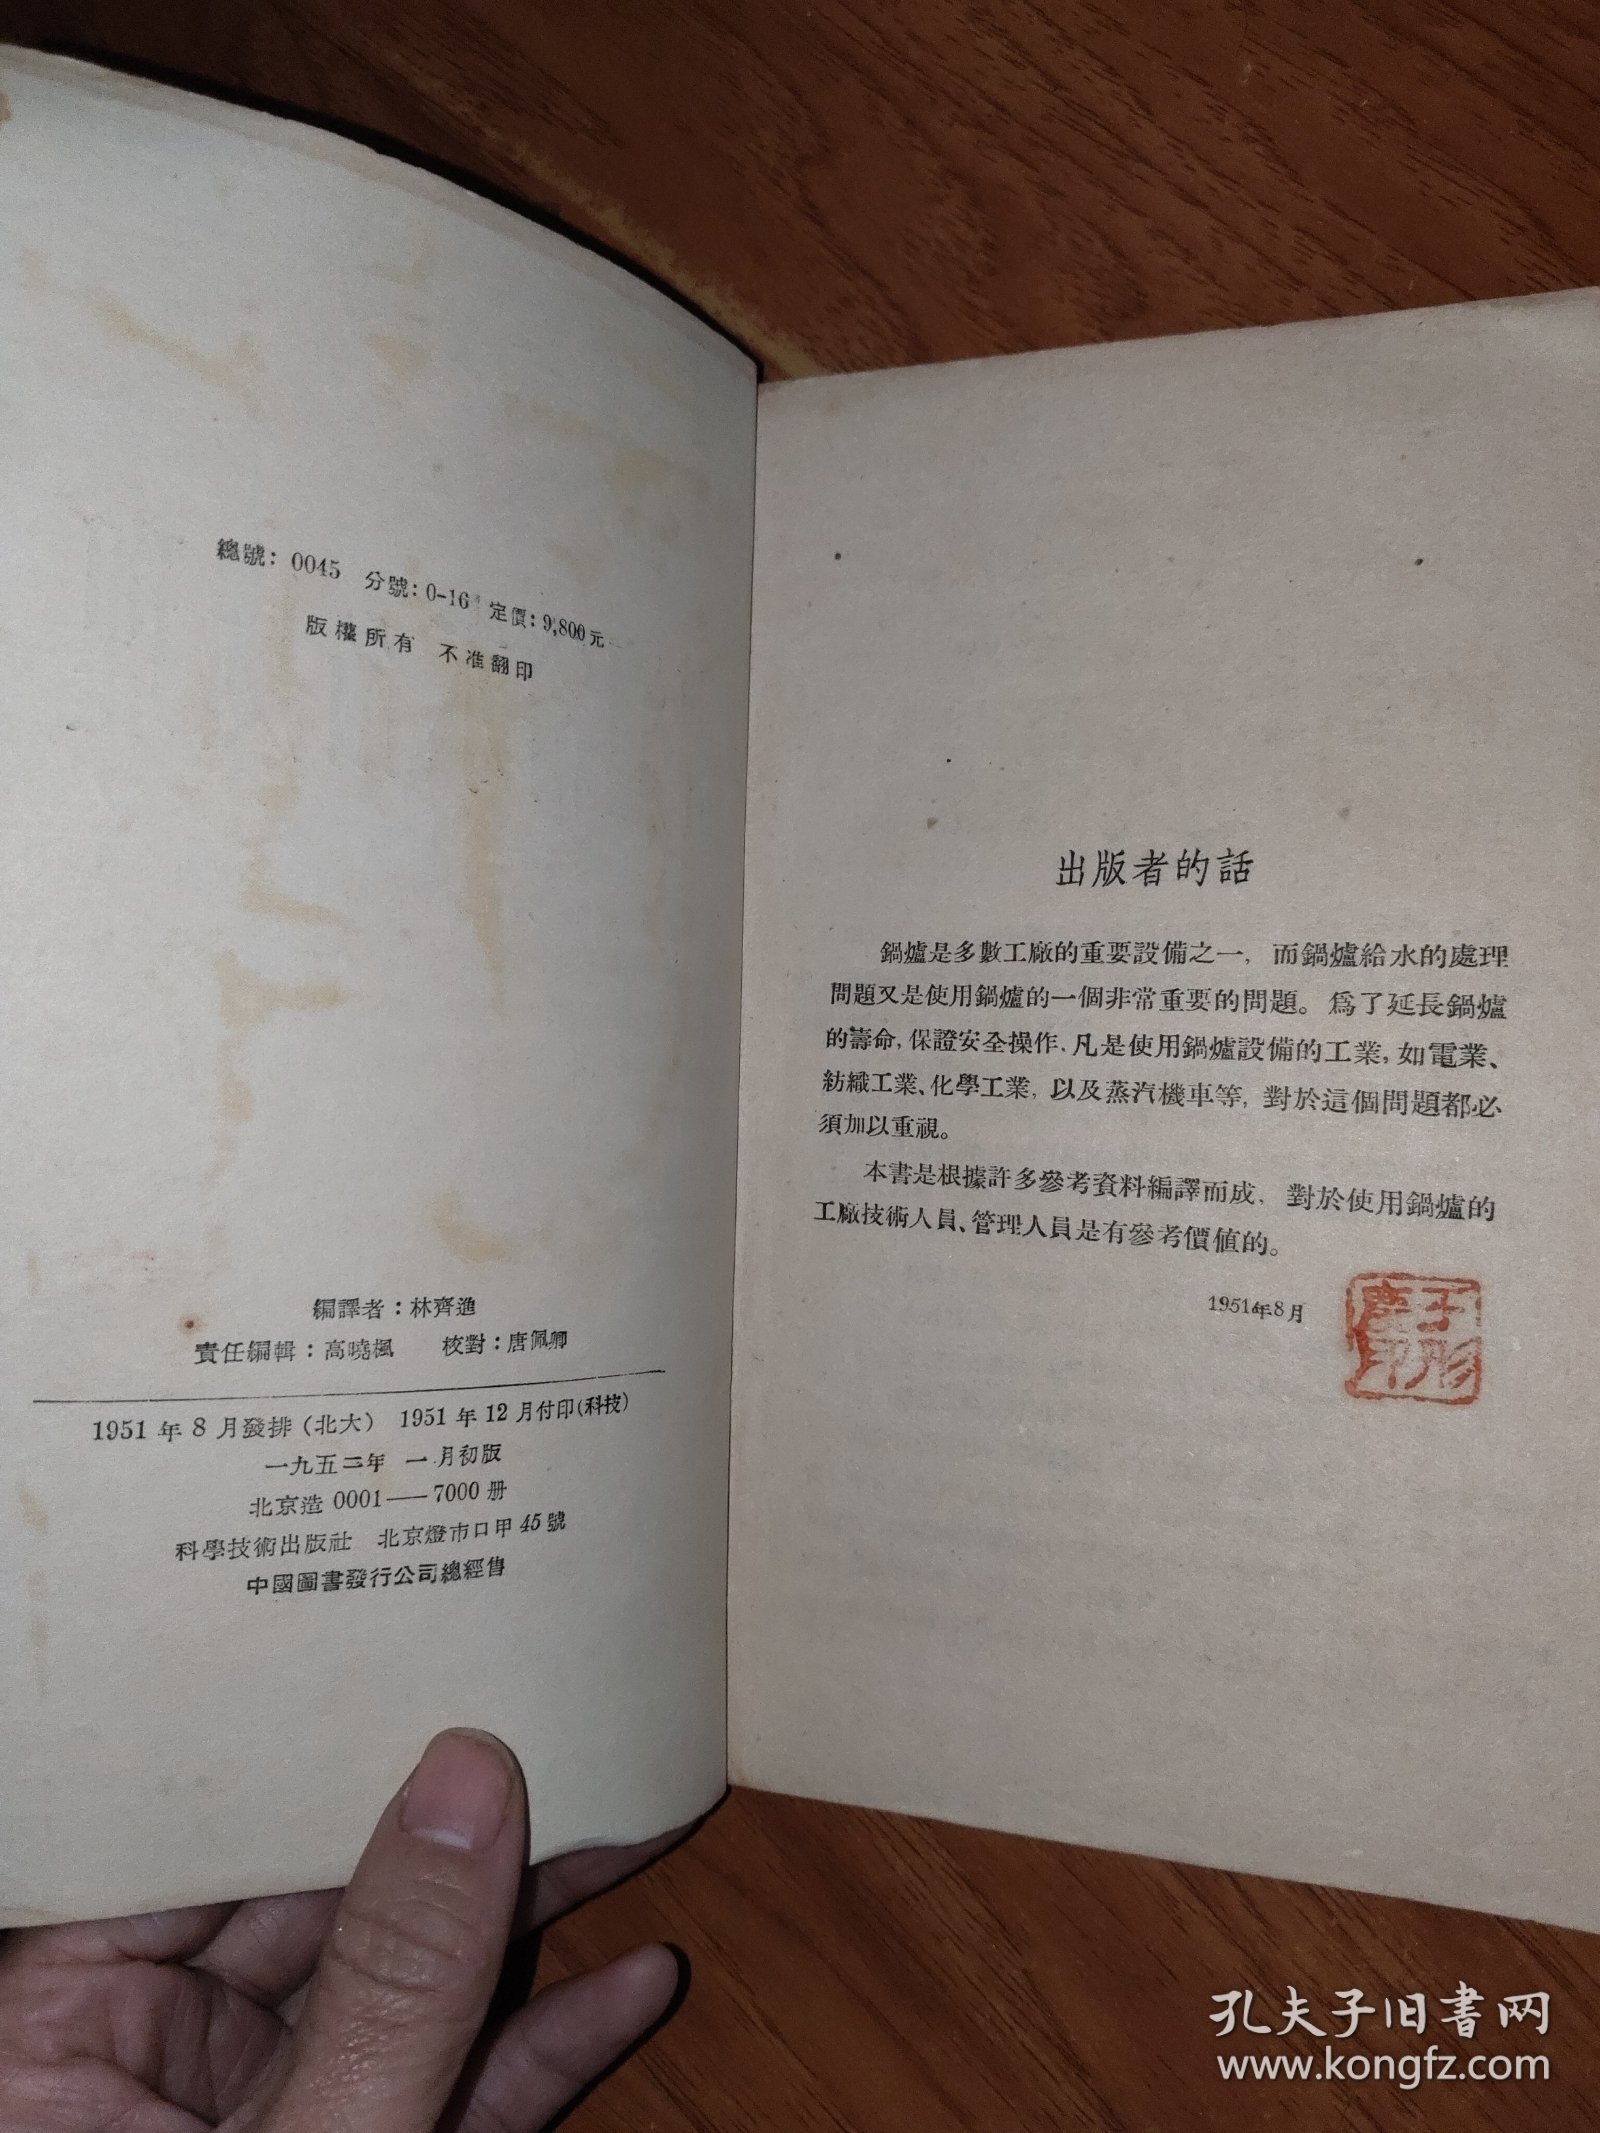 總號：0045 分號：0-16 定價：9,800元
版權所有 不准翻印
編譯者：林齊進
責任編輯：高曉楓 校對：唐佩卿
1951年8月發排（北大） 1951年12月付印（科技）
一九五二年 一月初版
北京造 0001——7000册
科學技術出版社 北京燈市口甲45號
中國圖書發行公司總經售
出版者的話
鍋爐是多數工廠的重要設備之一，而鍋爐給水的處理
問題又是使用鍋爐的一個非常重要的問題。爲了延長鍋爐
的壽命，保證安全操作，凡是使用鍋爐設備的工業，如電業、
紡織工業、化學工業，以及蒸汽機車等，對於這個問題都必
須加以重視。
本書是根據許多參考資料編譯而成，對於使用鍋爐的
工廠技術人員、管理人員是有參考價值的。
1951年8月
孔夫子旧書网
www.kongfz.com